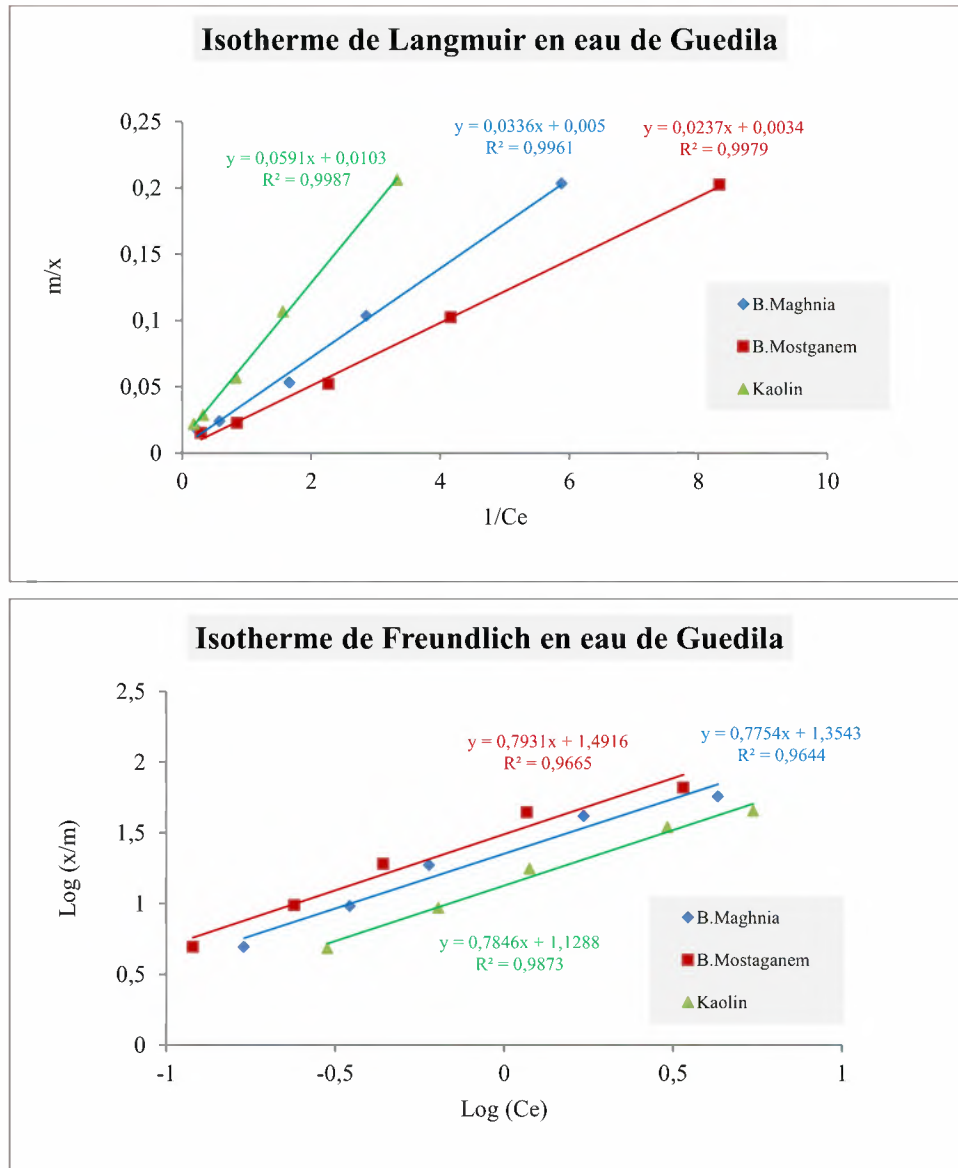 Isotherme de Langmuir en eau de Guedila
y = 0,0336x + 0,005
R² = 0,9961
y = 0,0237x + 0,0034
R² = 0,9979
y = 0,0591x + 0,0103
R² = 0,9987
0,25
0,2
0,15
0,1
0,05
0
m/x
B.Maghnia
B.Mostganem
Kaolin
0
2
4
6
8
10
1/Ce
Isotherme de Freundlich en eau de Guedila
y = 0,7931x + 1,4916
R² = 0,9665
y = 0,7754x + 1,3543
R² = 0,9644
y = 0,7846x + 1,1288
R² = 0,9873
2,5
2
1,5
1
0,5
0
Log (x/m)
B.Maghnia
B.Mostaganem
Kaolin
-1
-0,5
0
0,5
1
Log (Ce)